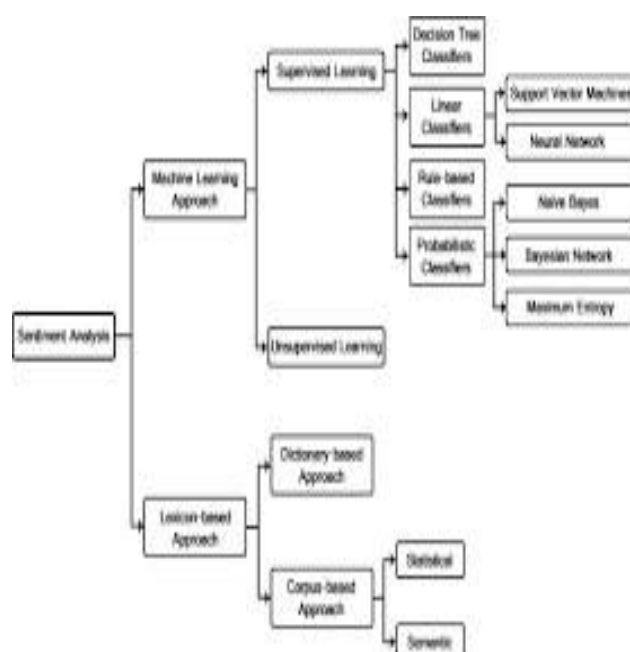 Decision Tree
Classifiers
Supervised Learning
Support Vector Machines
Linear
Classifiers
Neural Network
Machine Learning
Approach
Rule-based
Classifiers
Naive Bayes
Probabilistic
Classifiers
Bayesian Network
Maximum Entropy
Sentiment Analysis
Unsupervised Learning
Dictionary-based
Approach
Lexicon-based
Approach
Statistical
Corpus-based
Approach
Semantic